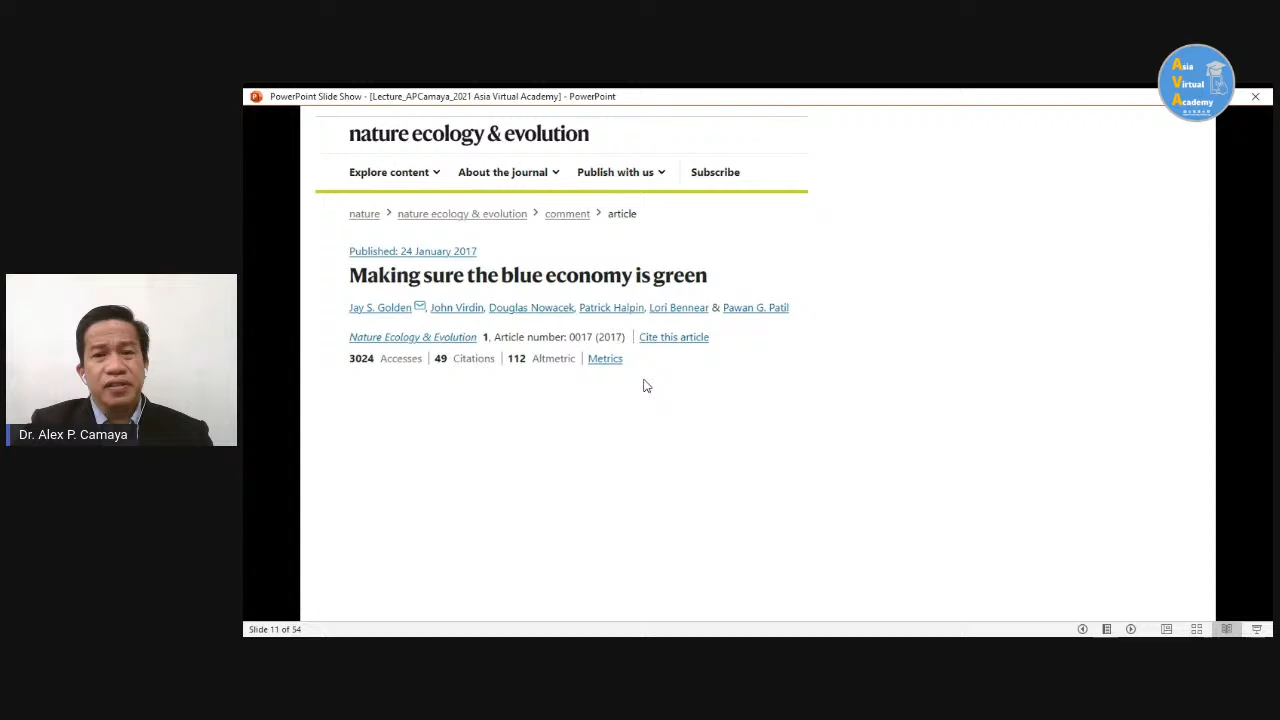 Asia
Virtual
Academy
PowerPoint Slide Show - [Lecture_APCamaya_2021 Asia Virtual Academy] - PowerPoint
nature ecology & evolution
Explore content About the journal Publish with us Subscribe
nature > nature ecology & evolution > comment > article
Published: 24 January 2017
Making sure the blue economy is green
Jay S. Golden, John Virdin, Douglas Nowacek, Patrick Halpin, Lori Bennear & Pawan G. Patil
Nature Ecology & Evolution 1, Article number: 0017 (2017) | Cite this article
3024 Accesses | 49 Citations | 112 Altmetric | Metrics
Dr. Alex P. Camaya
Slide 11 of 54